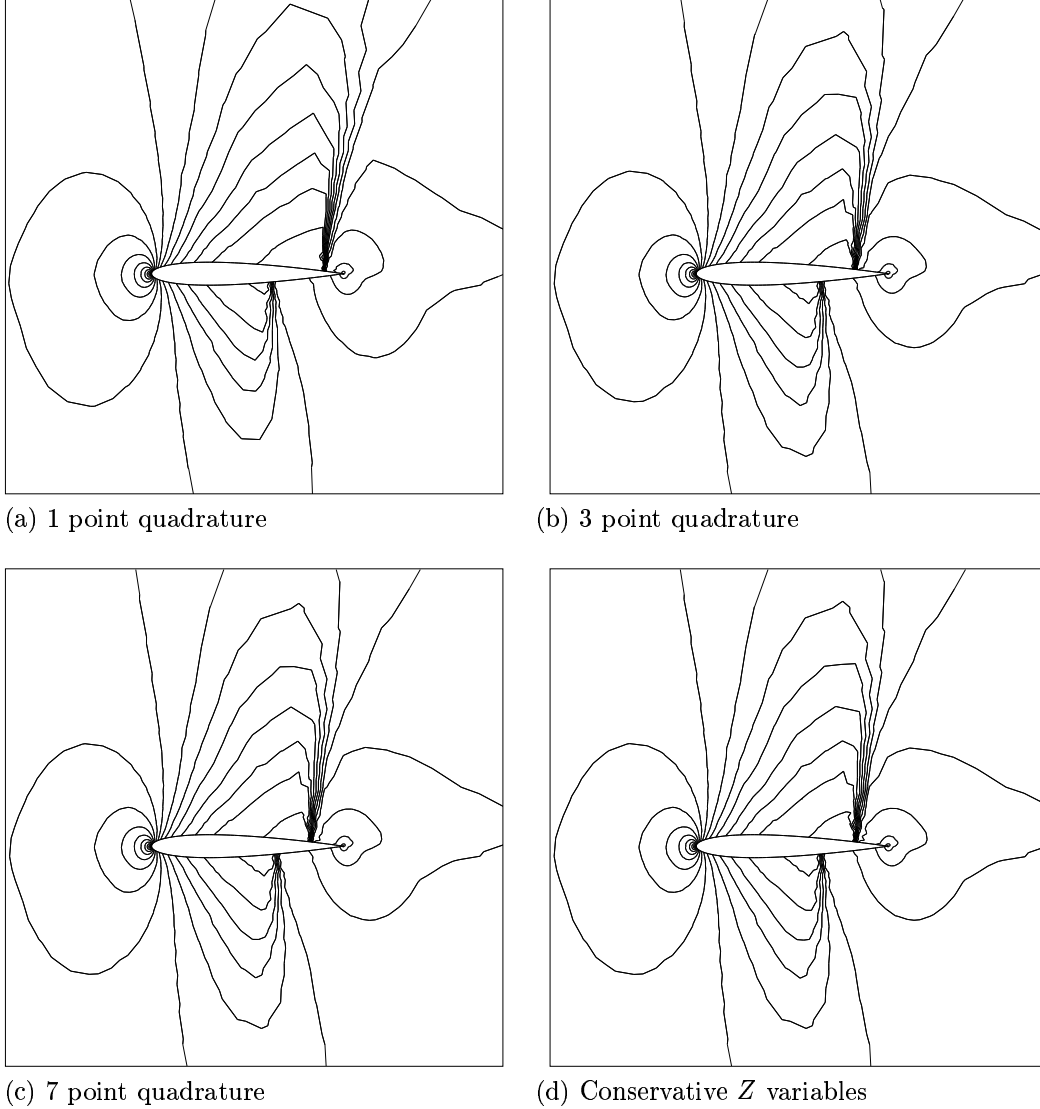 (a) 1 point quadrature
(b) 3 point quadrature
(c) 7 point quadrature
(d) Conservative Z variables